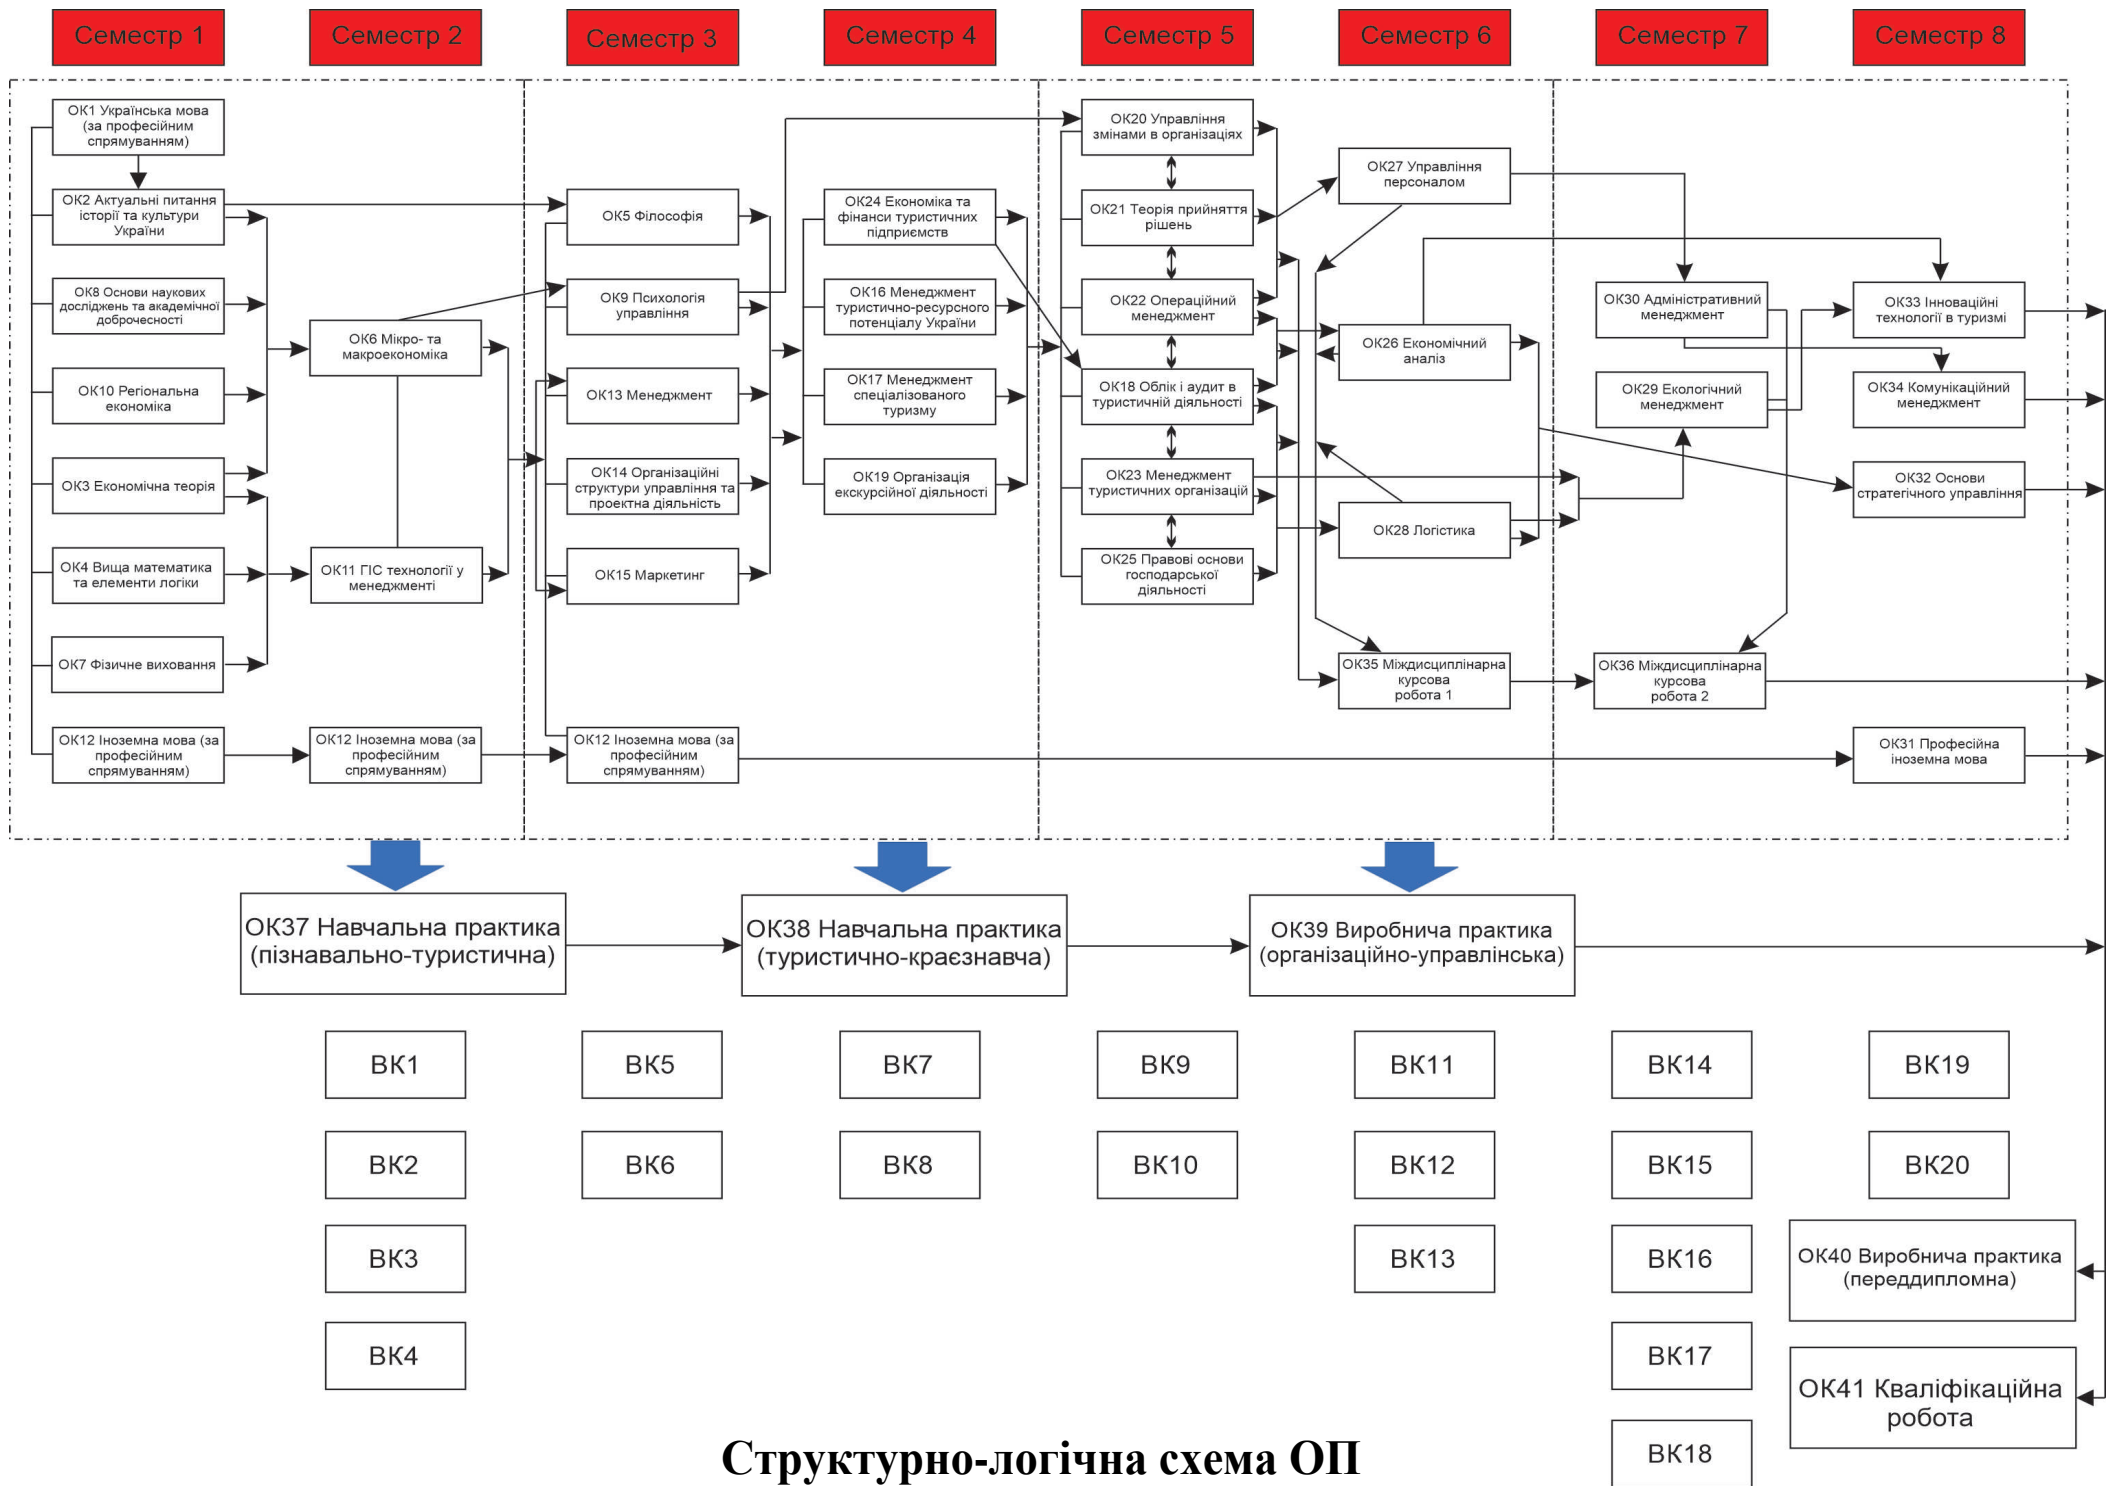 Семестр 1
Семестр 2
Семестр 3
Семестр 4
Семестр 5
Семестр 6
Семестр 7
Семестр 8
ОК1 Українська мова
(за професійним
спрямуванням)
ОК2 Актуальні питання
історії та культури
України
ОК8 Основи наукових
досліджень та академічної
доброчесності
ОК10 Регіональна
економіка
ОК3 Економічна теорія
ОК4 Вища математика
та елементи логіки
ОК7 Фізичне виховання
ОК12 Іноземна мова (за
професійним
спрямуванням)
ОК6 Мікро- та
макроекономіка
ОК11 ГІС технології у
менеджменті
ОК12 Іноземна мова (за
професійним
спрямуванням)
ОК5 Філософія
ОК9 Психологія
управління
ОК13 Менеджмент
ОК14 Організаційні
структури управління та
проектна діяльність
ОК15 Маркетинг
ОК12 Іноземна мова (за
професійним
спрямуванням)
ОК24 Економіка та
фінанси туристичних
підприємств
ОК16 Менеджмент
туристично-ресурсного
потенціалу України
ОК17 Менеджмент
спеціалізованого
туризму
ОК19 Організація
екскурсійної діяльності
ОК20 Управління
змінами в організаціях
ОК21 Теорія прийняття
рішень
ОК22 Операційний
менеджмент
ОК18 Облік і аудит в
туристичній діяльності
ОК23 Менеджмент
туристичних організацій
ОК25 Правові основи
господарської
діяльності
ОК27 Управління
персоналом
ОК26 Економічний
аналіз
ОК28 Логістика
ОК35 Міждисциплінарна
курсова
робота 1
ОК30 Адміністративний
менеджмент
ОК29 Екологічний
менеджмент
ОК36 Міждисциплінарна
курсова
робота 2
ОК33 Інноваційні
технології в туризмі
ОК34 Комунікаційний
менеджмент
ОК32 Основи
стратегічного управління
ОК31 Професійна
іноземна мова
ОК37 Навчальна практика
(пізнавально-туристична)
ОК38 Навчальна практика
(туристично-краєзнавча)
ОК39 Виробнича практика
(організаційно-управлінська)
ВК1
ВК5
ВК7
ВК9
ВК11
ВК14
ВК19
ВК2
ВК6
ВК8
ВК10
ВК12
ВК15
ВК20
ВК3
ВК13
ВК16
ОК40 Виробнича практика
(переддипломна)
ВК4
ВК17
ОК41 Кваліфікаційна
робота
ВК18
Структурно-логічна схема ОП